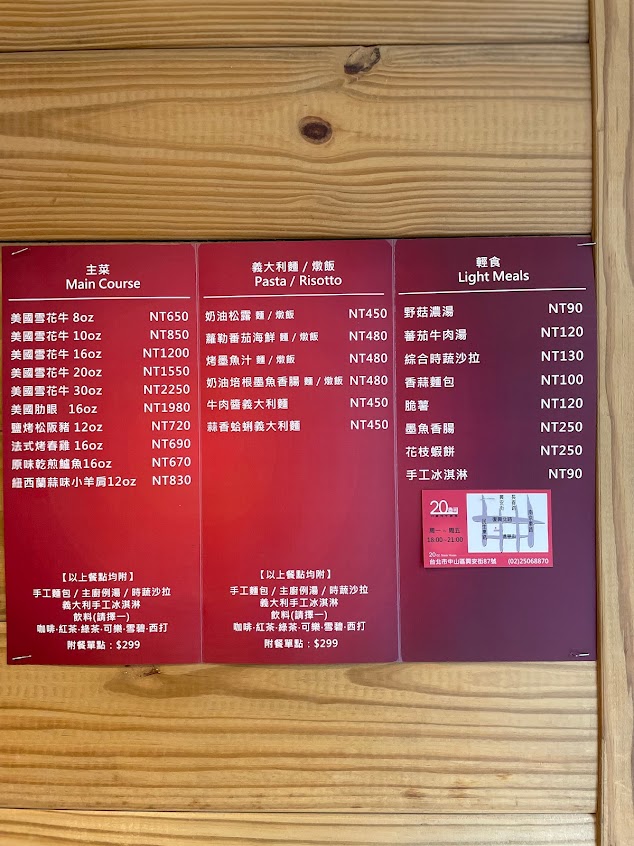 主菜
Main Course
美國雪花牛 8oz NT650
美國雪花牛 10oz NT850
美國雪花牛 16oz NT1200
美國雪花牛 20oz NT1550
美國雪花牛 30oz NT2250
美國肋眼 16oz NT1980
鹽烤松阪豬 12oz NT720
法式烤春雞 16oz NT690
原味乾煎鱸魚16oz NT670
紐西蘭蒜味小羊肩12oz NT830
【以上餐點均附】
手工麵包 / 主廚例湯 / 時蔬沙拉
義大利手工冰淇淋
飲料(請擇一)
咖啡·紅茶·綠茶·可樂·雪碧·西打
附餐單點：$299
義大利麵 / 燉飯
Pasta / Risotto
奶油松露 麵 / 燉飯 NT450
蘿勒番茄海鮮 麵 / 燉飯 NT480
烤墨魚汁 麵 / 燉飯 NT480
奶油培根墨魚香腸 麵 / 燉飯 NT480
牛肉醬義大利麵 NT450
蒜香蛤蜊義大利麵 NT450
【以上餐點均附】
手工麵包 / 主廚例湯 / 時蔬沙拉
義大利手工冰淇淋
飲料(請擇一)
咖啡·紅茶·綠茶·可樂·雪碧·西打
附餐單點：$299
輕食
Light Meals
野菇濃湯 NT90
蕃茄牛肉湯 NT120
綜合時蔬沙拉 NT130
香蒜麵包 NT100
脆薯 NT120
墨魚香腸 NT250
花枝蝦餅 NT250
手工冰淇淋 NT90
20
周一 - 周五
18:00~21:00
台北市中山區興安街87號 (02)25068870